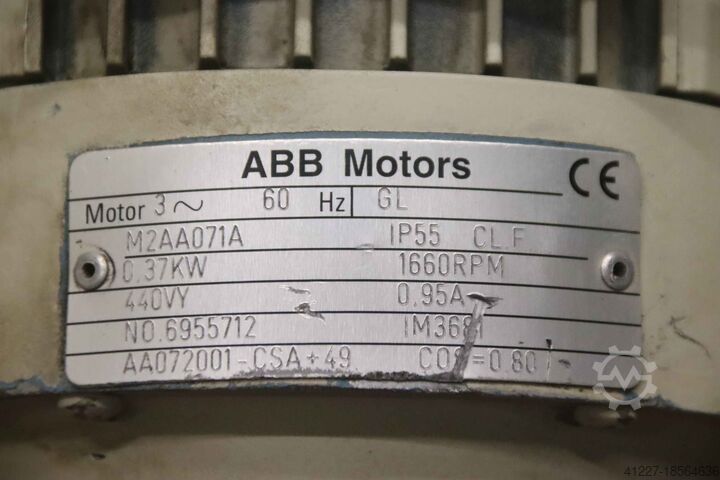 ABB Motors CE
Motor 3~ 60 Hz GL
M2AA071A IP55 CL.F
0,37KW 1660RPM
440VY 0,95A
NO.6955712
AA072001-CSA+49 COS=0.80
41227-18564636